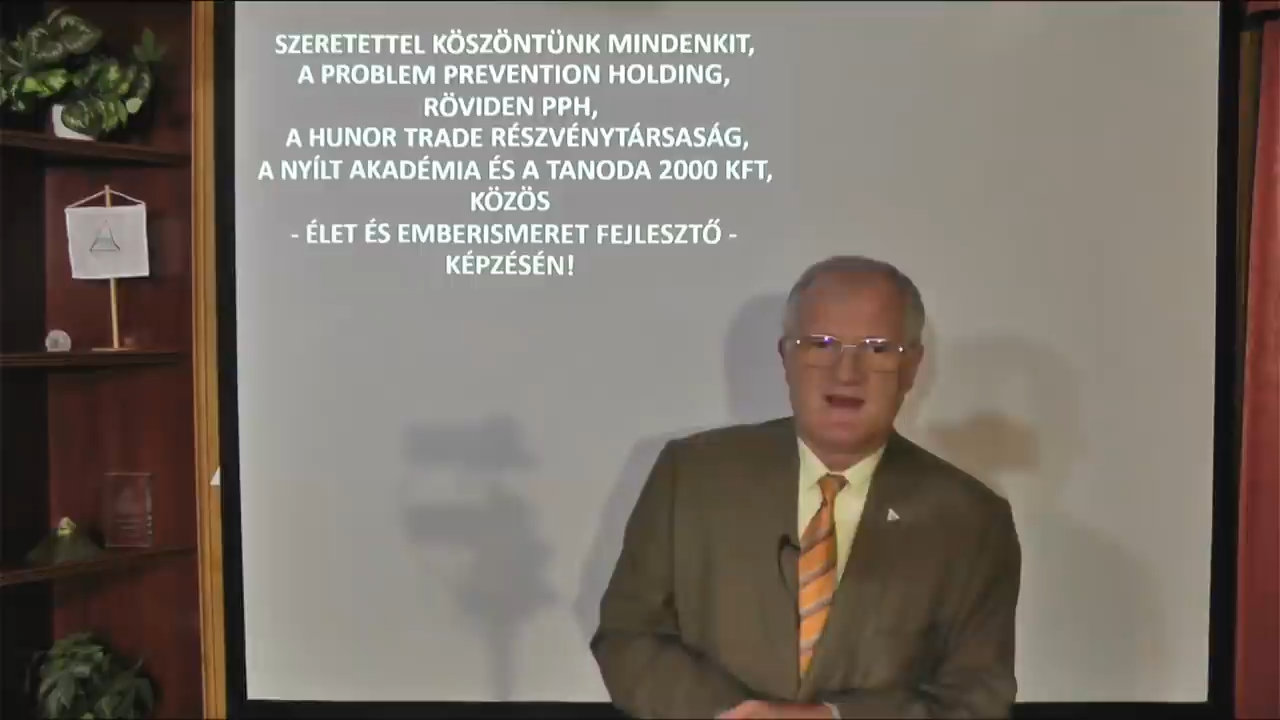 SZERETETTEL KÖSZÖNTÜNK MINDENKIT,
A PROBLEM PREVENTION HOLDING,
RÖVIDEN PPH,
A HUNOR TRADE RÉSZVÉNYTÁRSASÁG,
A NYÍLT AKADÉMIA ÉS A TANODA 2000 KFT,
KÖZÖS
- ÉLET ÉS EMBERISMERET FEJLESZTŐ -
KÉPZÉSÉN!